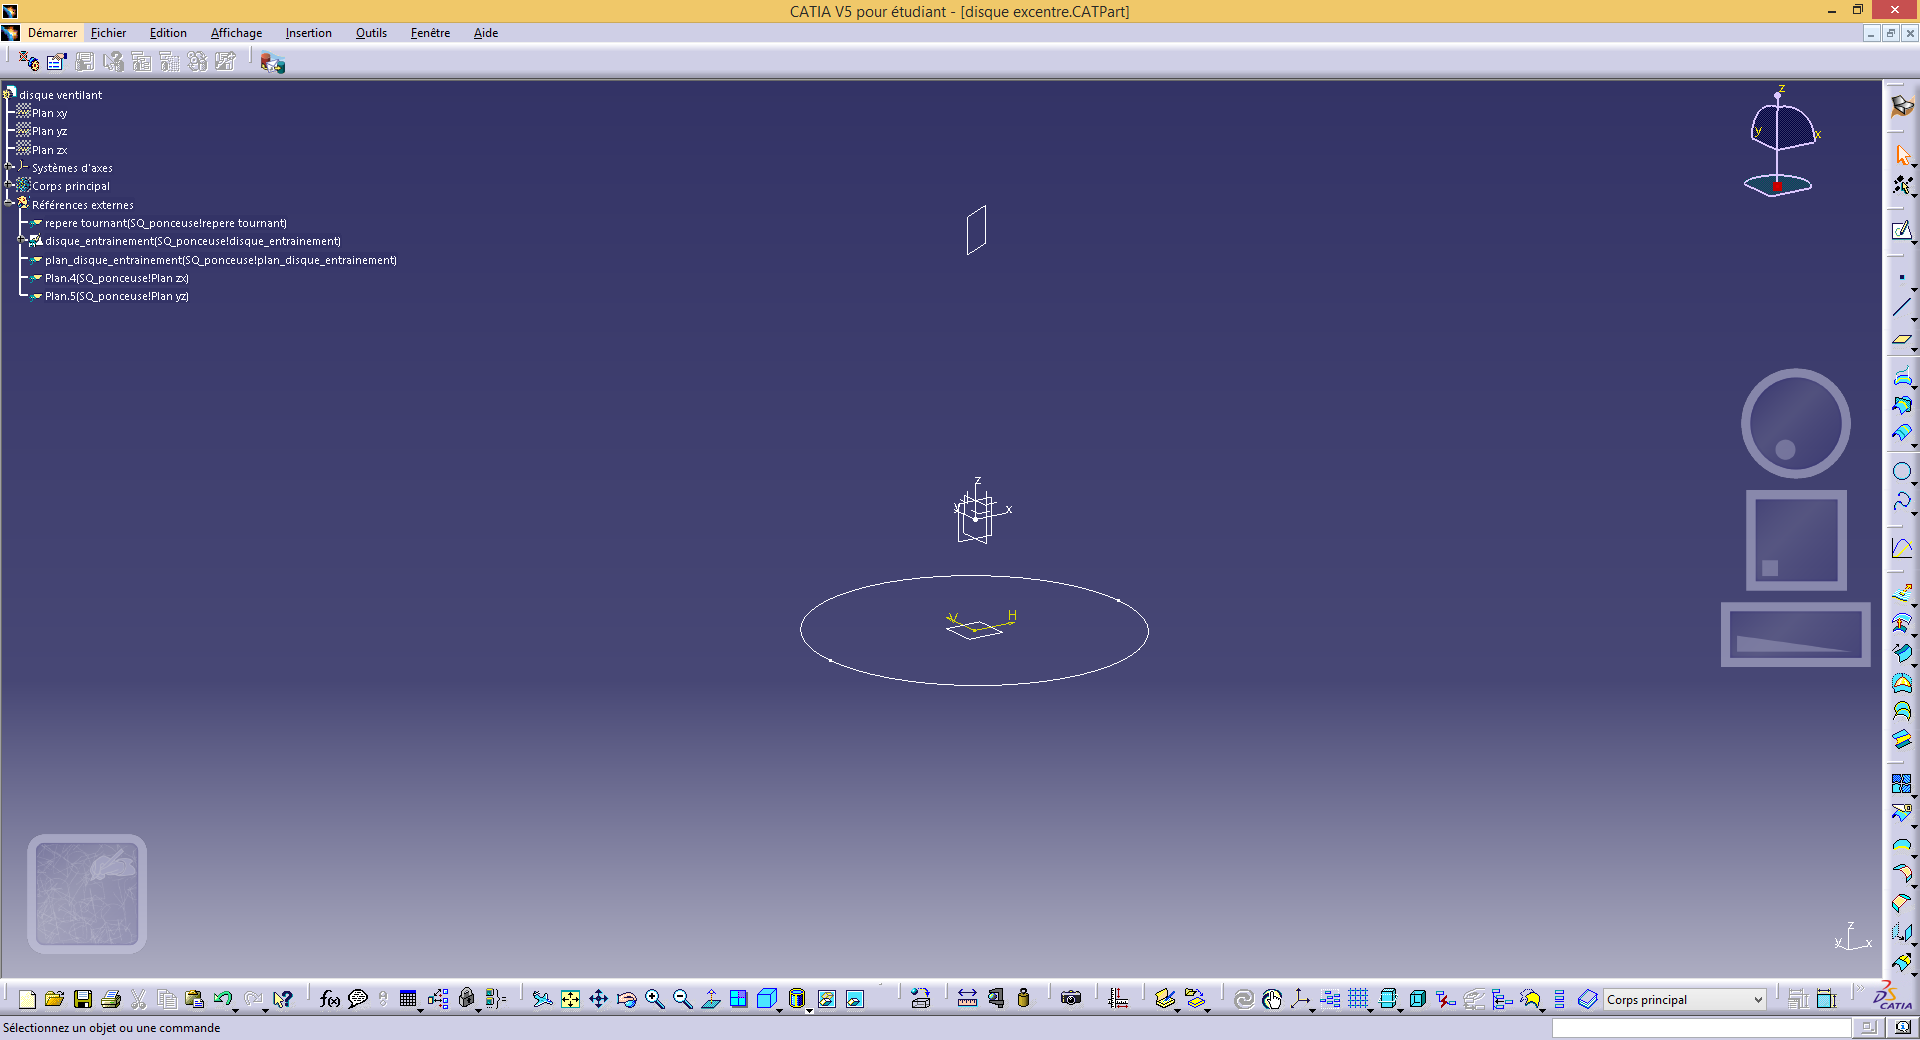 CATIA V5 pour étudiant - [disque excentre.CATPart]
Démarrer Fichier Edition Affichage Insertion Outils Fenêtre Aide
disque ventilant
Plan xy
Plan yz
Plan zx
Systèmes d'axes
Corps principal
Références externes
repere tournant(SQ_ponceuse!repere tournant)
disque_entrainement(SQ_ponceuse!disque_entrainement)
plan_disque_entrainement(SQ_ponceuse!plan_disque_entrainement)
Plan.4(SQ_ponceuse!Plan zx)
Plan.5(SQ_ponceuse!Plan yz)
z
y x
z
y x
V H
z
y x
f(x)
Corps principal
CATIA
Sélectionnez un objet ou une commande